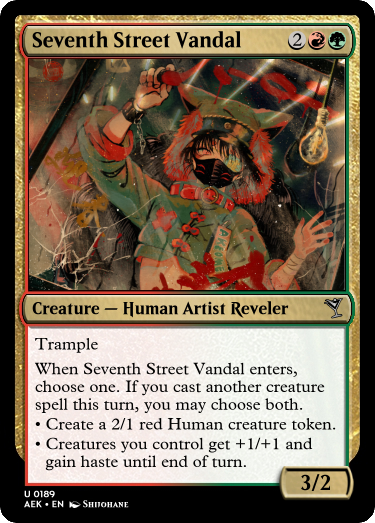 Seventh Street Vandal 2
Creature — Human Artist Reveler
Trample
When Seventh Street Vandal enters,
choose one. If you cast another creature
spell this turn, you may choose both.
• Create a 2/1 red Human creature token.
• Creatures you control get +1/+1 and
gain haste until end of turn.
3/2
U 0189
AEK • EN SHIJOHANE